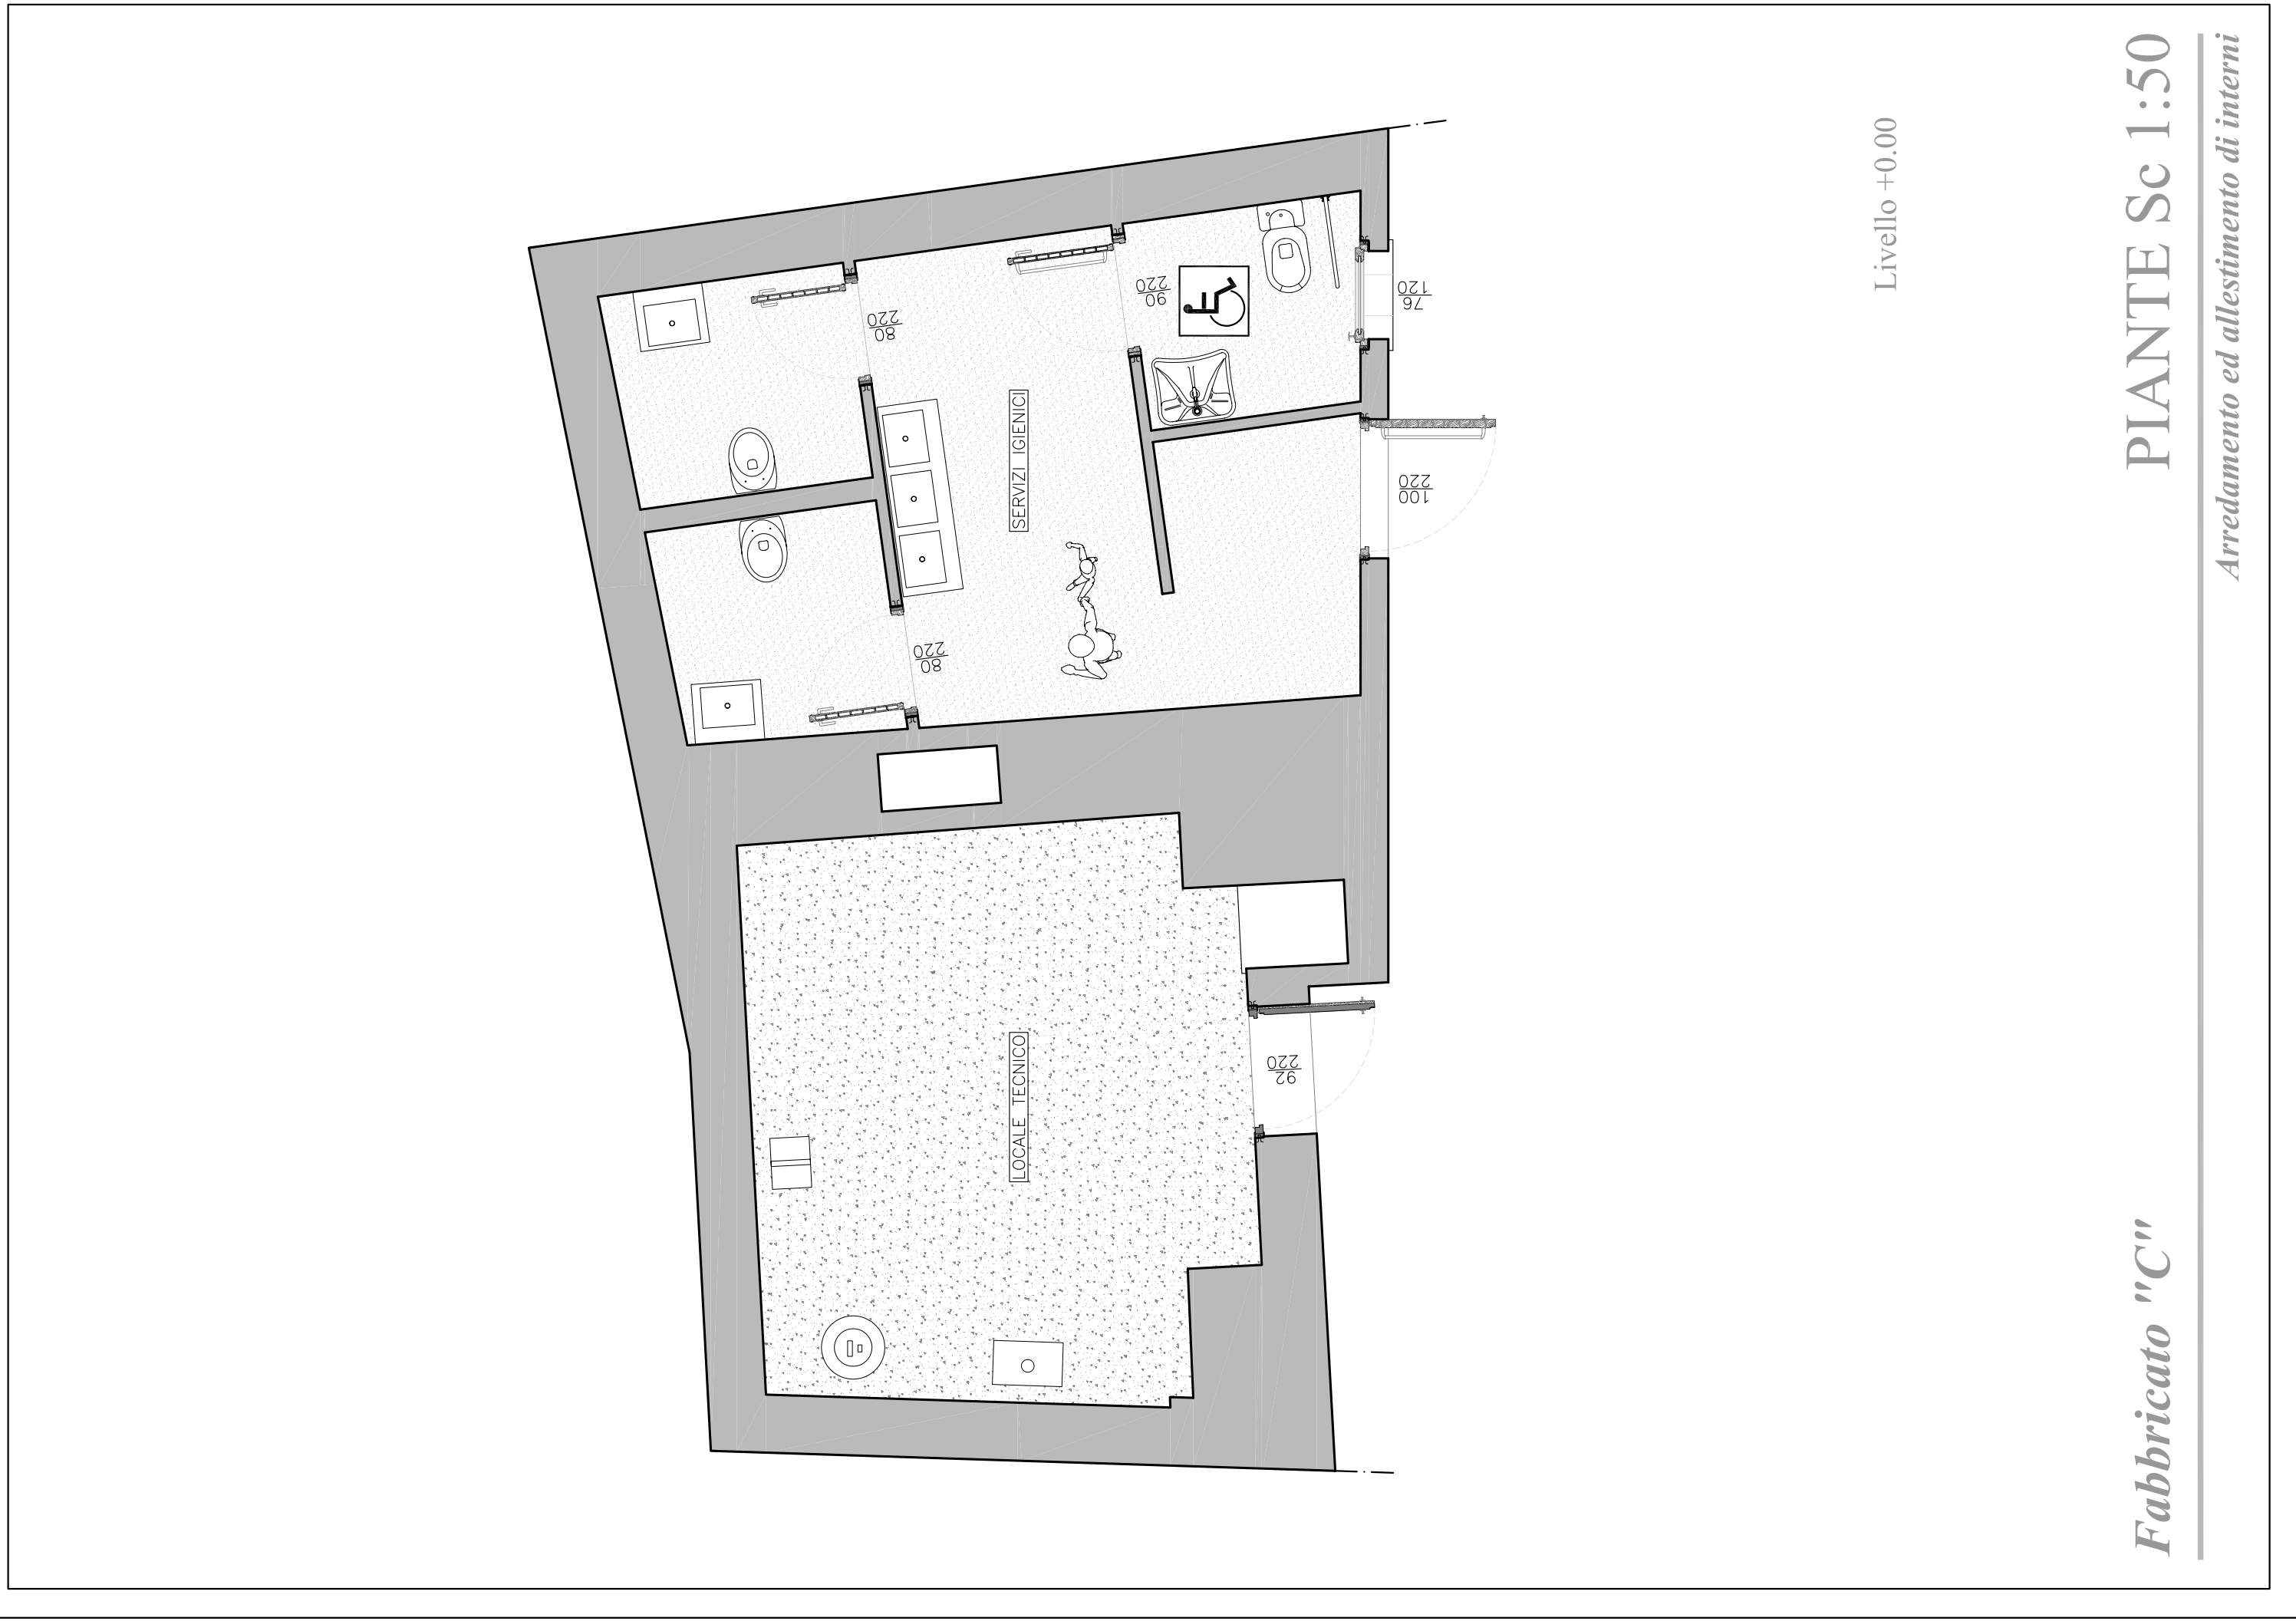 Fabbricato "C"
PIANTE Sc 1:50
Arredamento ed allestimento di interni
Livello +0.00
SERVIZI IGIENICI
LOCALE TECNICO
80
220
80
220
90
220
76
120
100
220
92
220